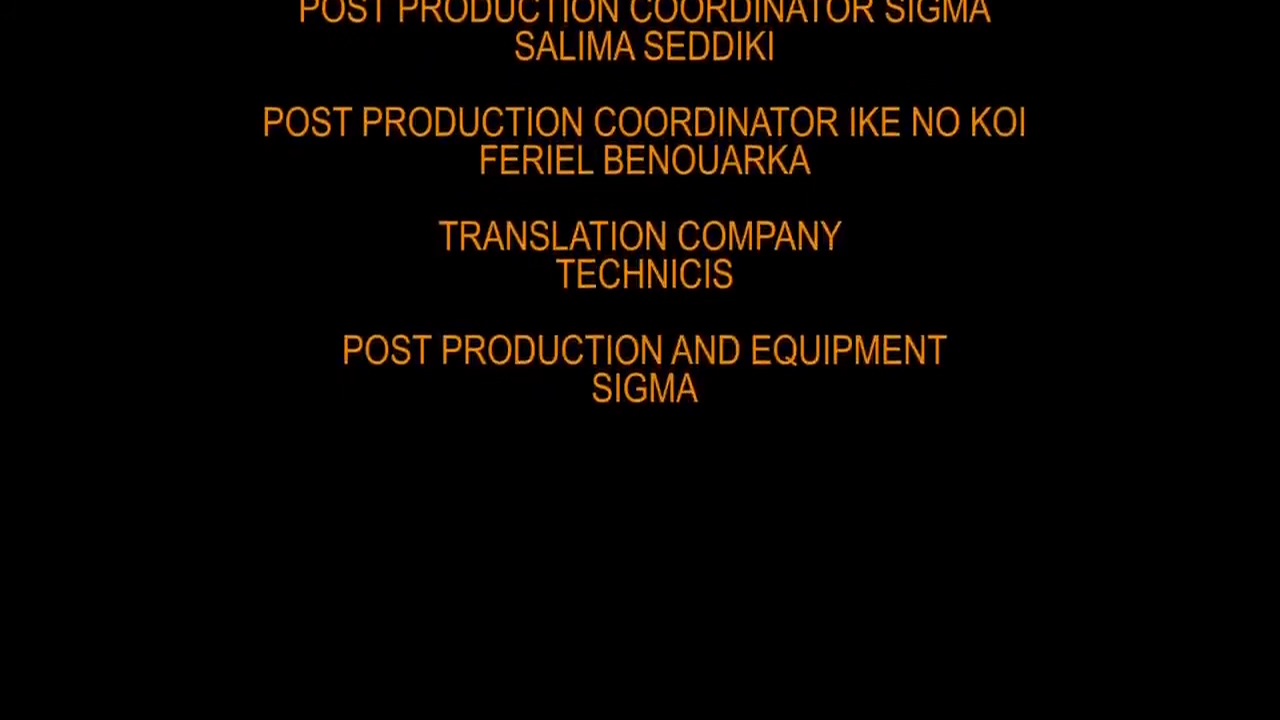 POST PRODUCTION COORDINATOR SIGMA
SALIMA SEDDIKI
POST PRODUCTION COORDINATOR IKE NO KOI
FERIEL BENOUARKA
TRANSLATION COMPANY
TECHNICIS
POST PRODUCTION AND EQUIPMENT
SIGMA